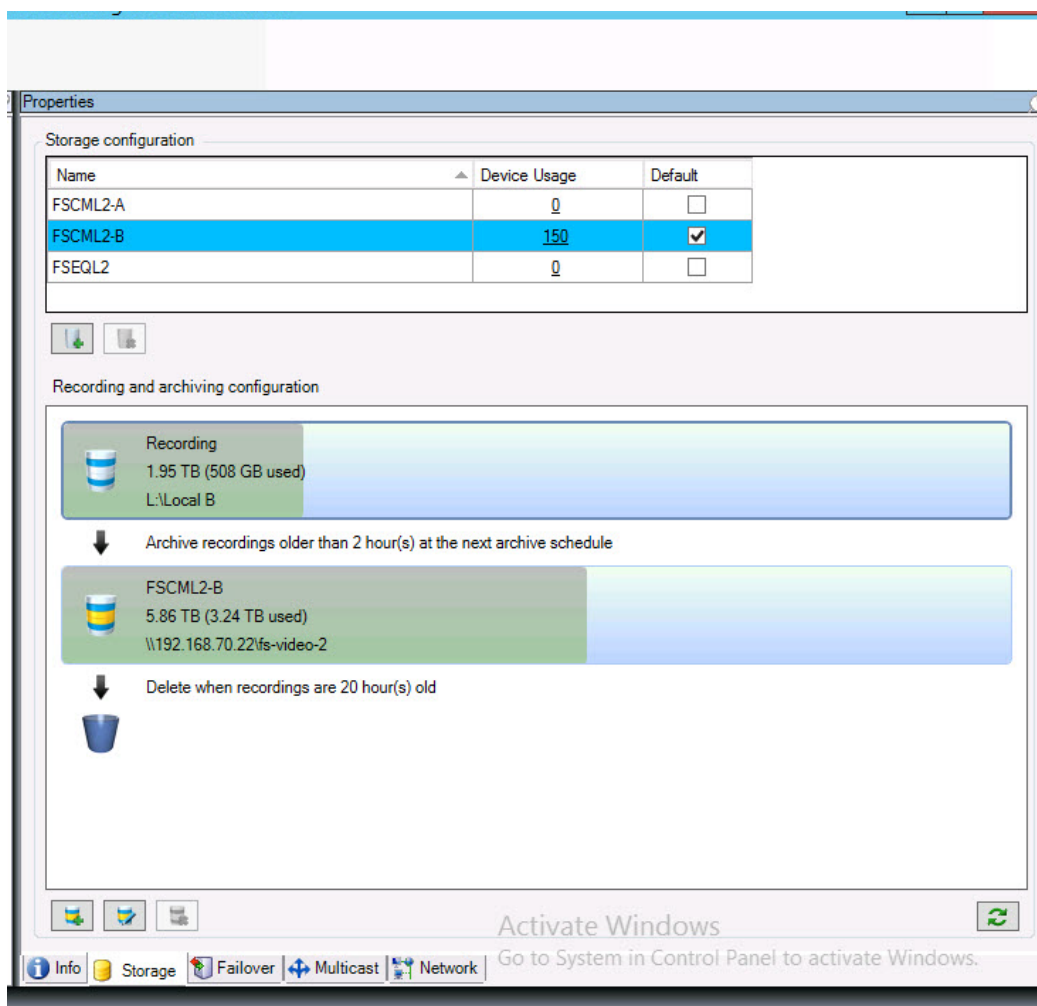 Properties
Storage configuration
Name Device Usage Default
FSCML2-A 0
FSCML2-B 150
FSEQL2 0
Recording and archiving configuration
Recording
1.95 TB (508 GB used)
L:\Local B
Archive recordings older than 2 hour(s) at the next archive schedule
FSCML2-B
5.86 TB (3.24 TB used)
\\192.168.70.22\fs-video-2
Delete when recordings are 20 hour(s) old
Activate Windows
Go to System in Control Panel to activate Windows.
Info Storage Failover Multicast Network